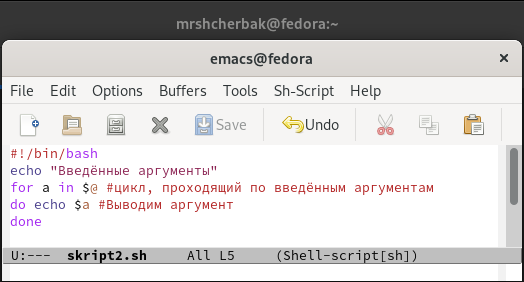 mrshcherbak@fedora:~
emacs@fedora
File Edit Options Buffers Tools Sh-Script Help
Save Undo
#!/bin/bash
echo "Введённые аргументы"
for a in $@ #цикл, проходящий по введённым аргументам
do echo $a #Выводим аргумент
done
U:--- skript2.sh All L5 (Shell-script[sh])